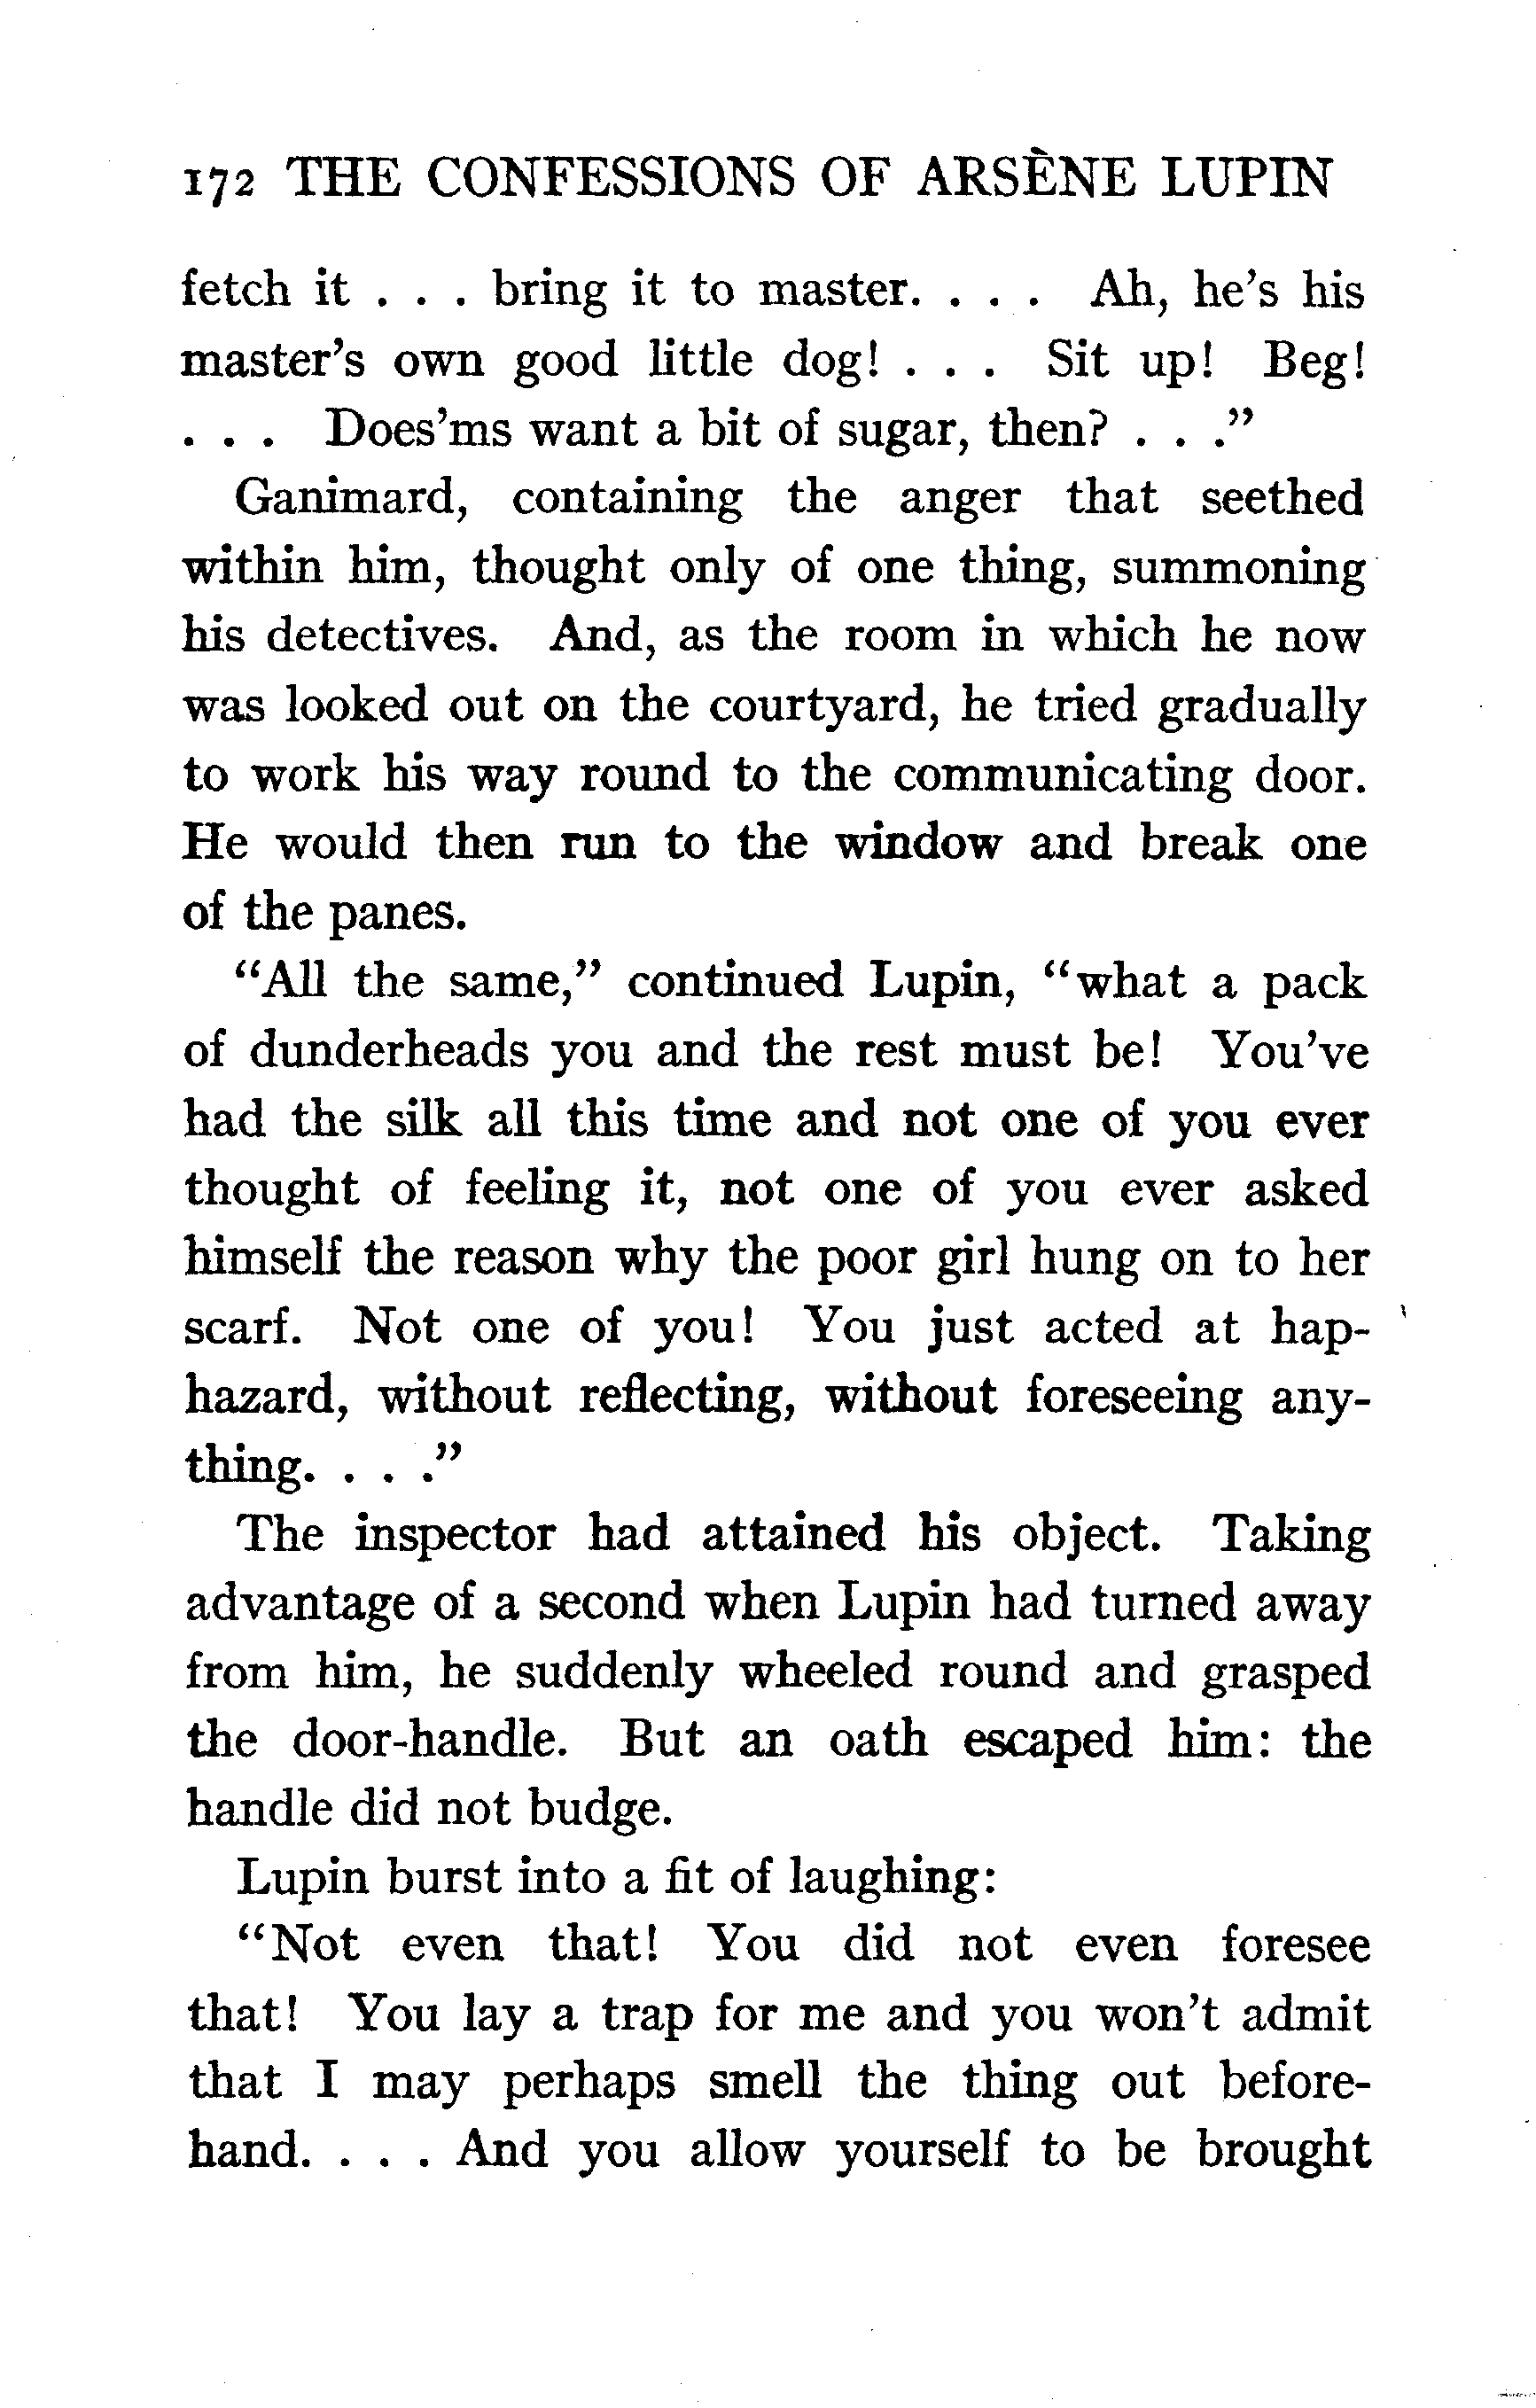 172 THE CONFESSIONS OF ARSÈNE LUPIN
fetch it . . . bring it to master. . . . Ah, he's his
master's own good little dog! . . . Sit up! Beg!
. . . Does'ms want a bit of sugar, then? . . ."
Ganimard, containing the anger that seethed
within him, thought only of one thing, summoning
his detectives. And, as the room in which he now
was looked out on the courtyard, he tried gradually
to work his way round to the communicating door.
He would then run to the window and break one
of the panes.
"All the same," continued Lupin, "what a pack
of dunderheads you and the rest must be! You've
had the silk all this time and not one of you ever
thought of feeling it, not one of you ever asked
himself the reason why the poor girl hung on to her
scarf. Not one of you! You just acted at hap-
hazard, without reflecting, without foreseeing any-
thing. . . ."
The inspector had attained his object. Taking
advantage of a second when Lupin had turned away
from him, he suddenly wheeled round and grasped
the door-handle. But an oath escaped him: the
handle did not budge.
Lupin burst into a fit of laughing:
"Not even that! You did not even foresee
that! You lay a trap for me and you won't admit
that I may perhaps smell the thing out before-
hand. . . . And you allow yourself to be brought